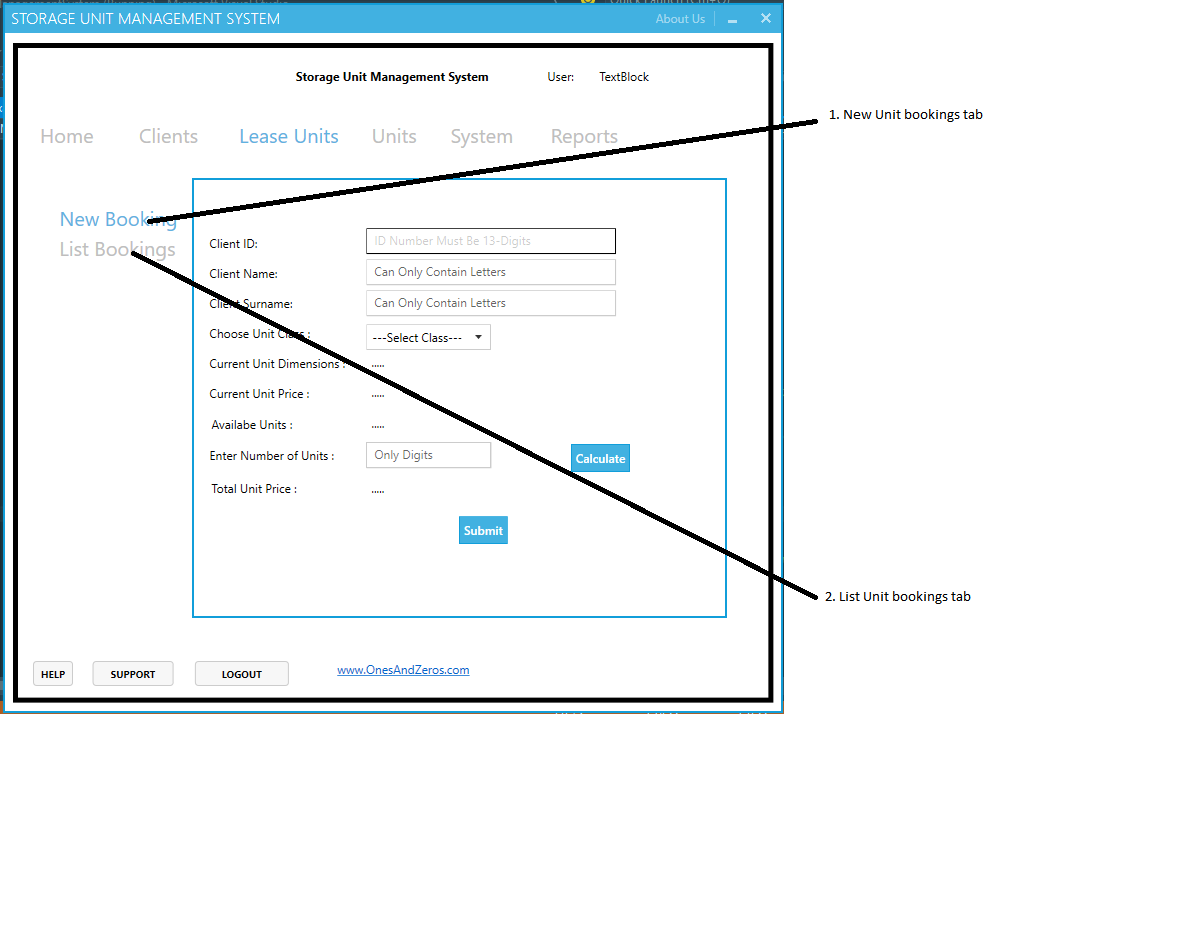 STORAGE UNIT MANAGEMENT SYSTEM
About Us
Storage Unit Management System
User:
TextBlock
1. New Unit bookings tab
Home
Clients
Lease Units
Units
System
Reports
New Booking
List Bookings
Client ID:
ID Number Must Be 13-Digits
Client Name:
Can Only Contain Letters
Client Surname:
Can Only Contain Letters
Choose Unit Class :
---Select Class---
Current Unit Dimensions :
.....
Current Unit Price :
.....
Availabe Units :
.....
Enter Number of Units :
Only Digits
Calculate
Total Unit Price :
.....
Submit
2. List Unit bookings tab
HELP
SUPPORT
LOGOUT
www.OnesAndZeros.com